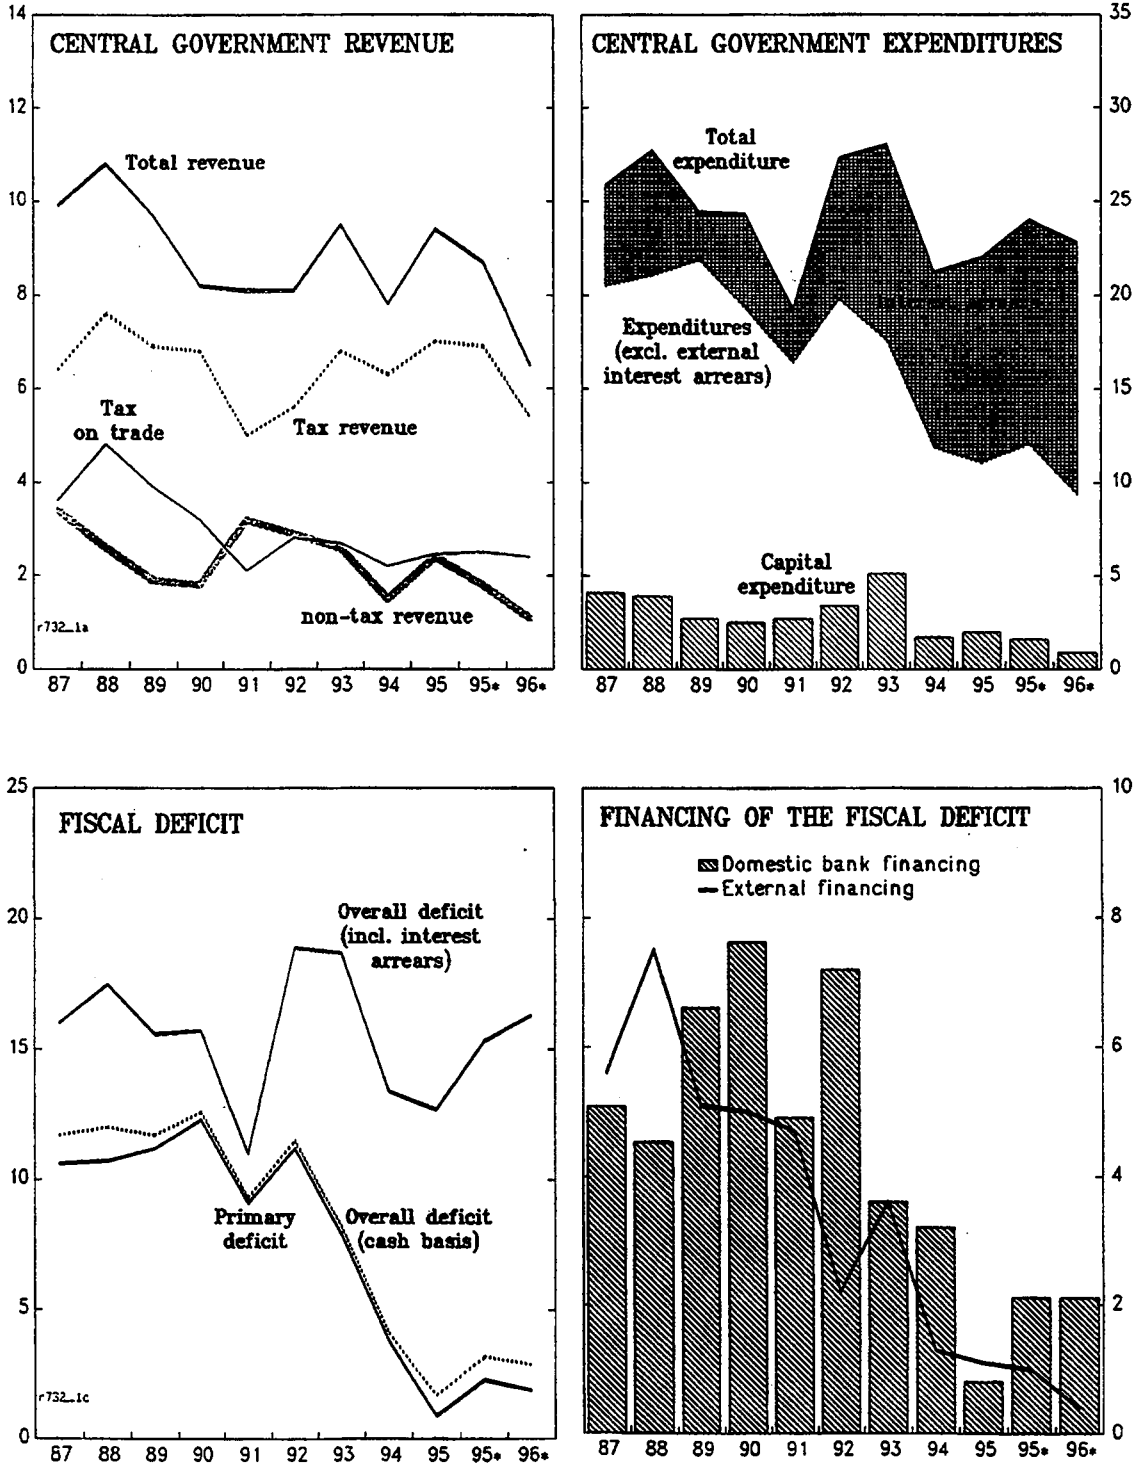 CENTRAL GOVERNMENT REVENUE
14
12
10
8
6
4
2
0
Total revenue
Tax
on trade
Tax revenue
non-tax revenue
r732_1a
87 88 89 90 91 92 93 94 95 95* 96*
CENTRAL GOVERNMENT EXPENDITURES
35
30
25
20
15
10
5
0
Total
expenditure
Expenditures
(excl. external
interest arrears)
Capital
expenditure
87 88 89 90 91 92 93 94 95 95* 96*
FISCAL DEFICIT
25
20
15
10
5
0
Overall deficit
(incl. interest
arrears)
Primary
deficit
Overall deficit
(cash basis)
r732_1c
87 88 89 90 91 92 93 94 95 95* 96*
FINANCING OF THE FISCAL DEFICIT
10
8
6
4
2
0
Domestic bank financing
External financing
87 88 89 90 91 92 93 94 95 95* 96*